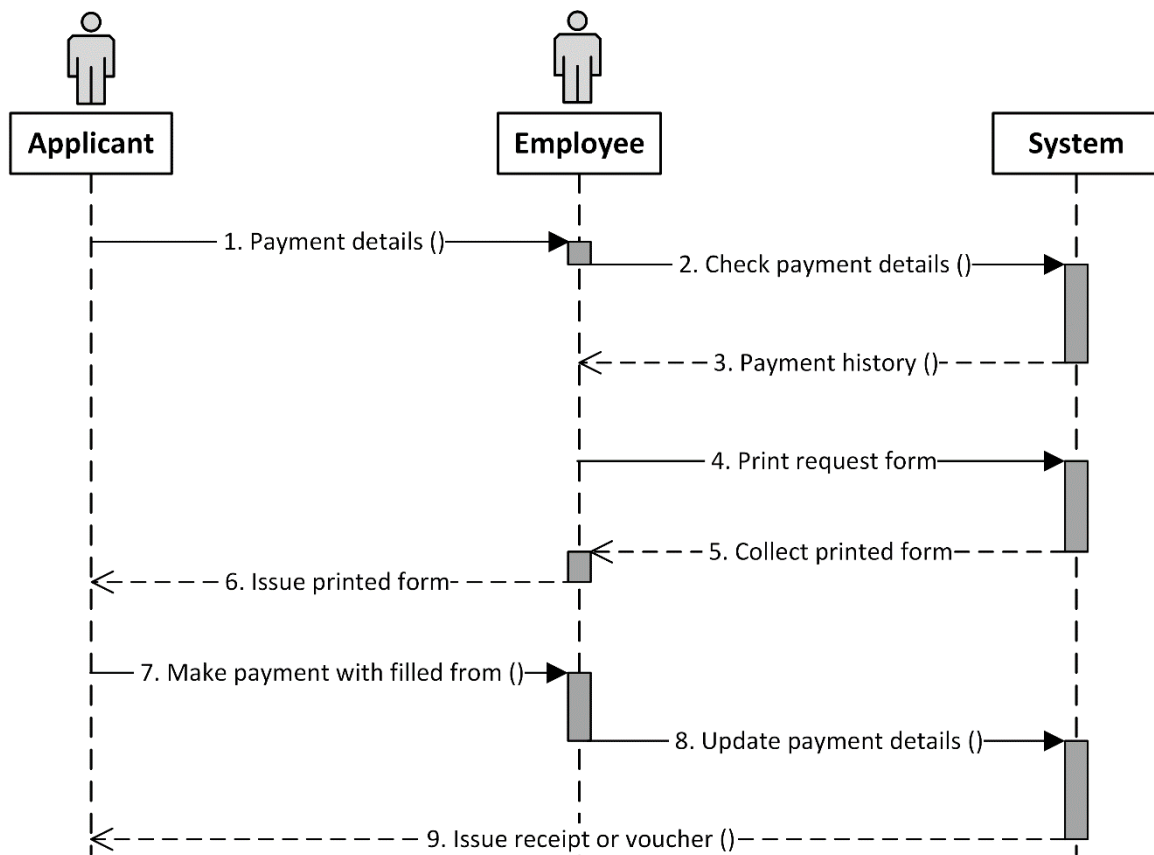 Applicant
Employee
System
1. Payment details ()
2. Check payment details ()
3. Payment history ()
4. Print request form
5. Collect printed form
6. Issue printed form
7. Make payment with filled from ()
8. Update payment details ()
9. Issue receipt or voucher ()